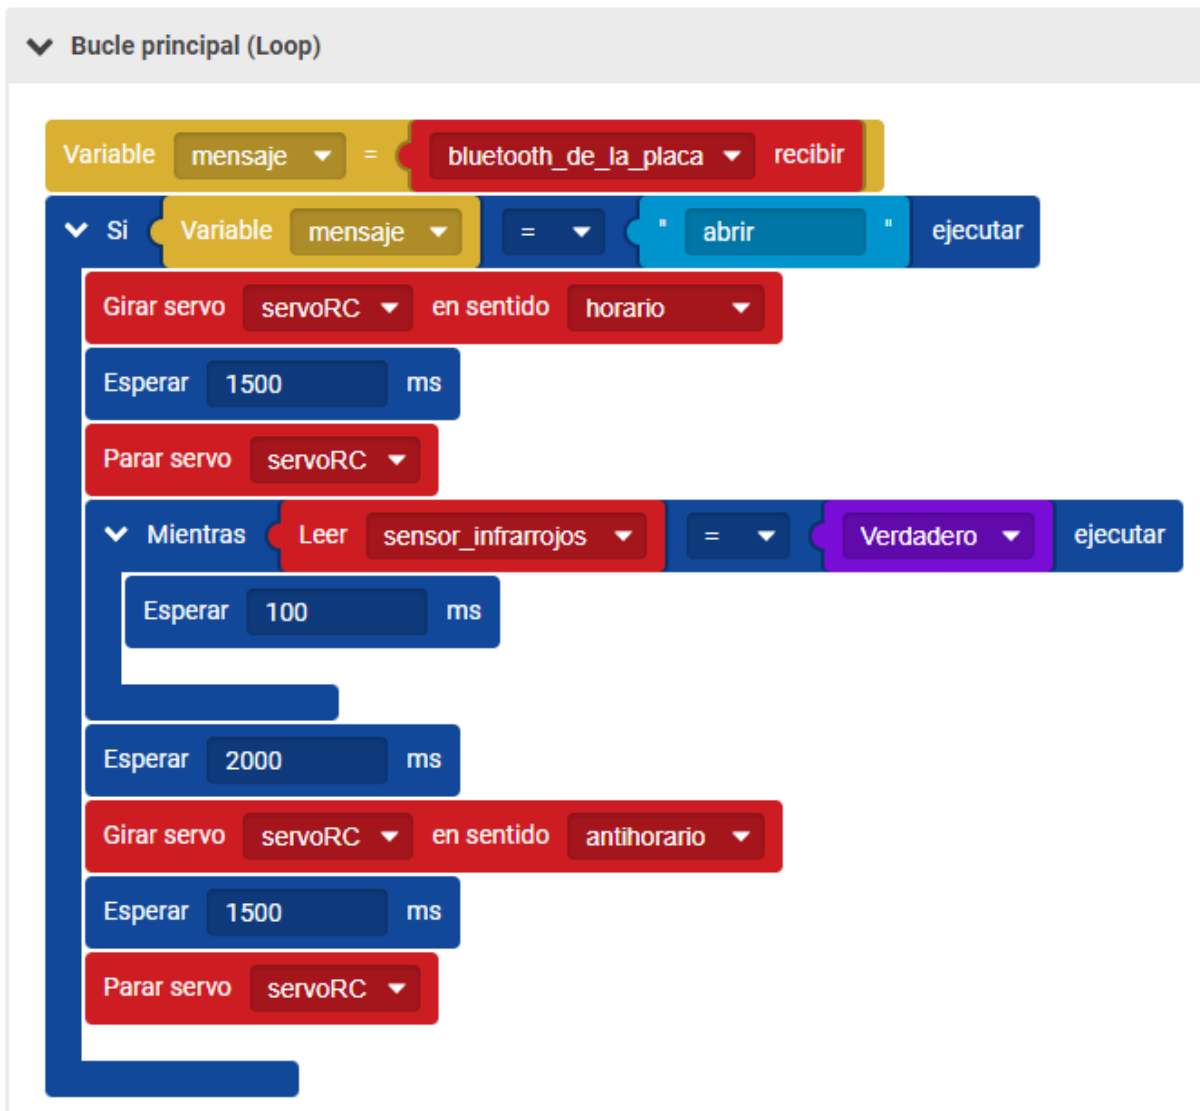 Bucle principal (Loop)
Variable mensaje = bluetooth_de_la_placa recibir
Si Variable mensaje = " abrir " ejecutar
Girar servo servoRC en sentido horario
Esperar 1500 ms
Parar servo servoRC
Mientras Leer sensor_infrarrojos = Verdadero ejecutar
Esperar 100 ms
Esperar 2000 ms
Girar servo servoRC en sentido antihorario
Esperar 1500 ms
Parar servo servoRC